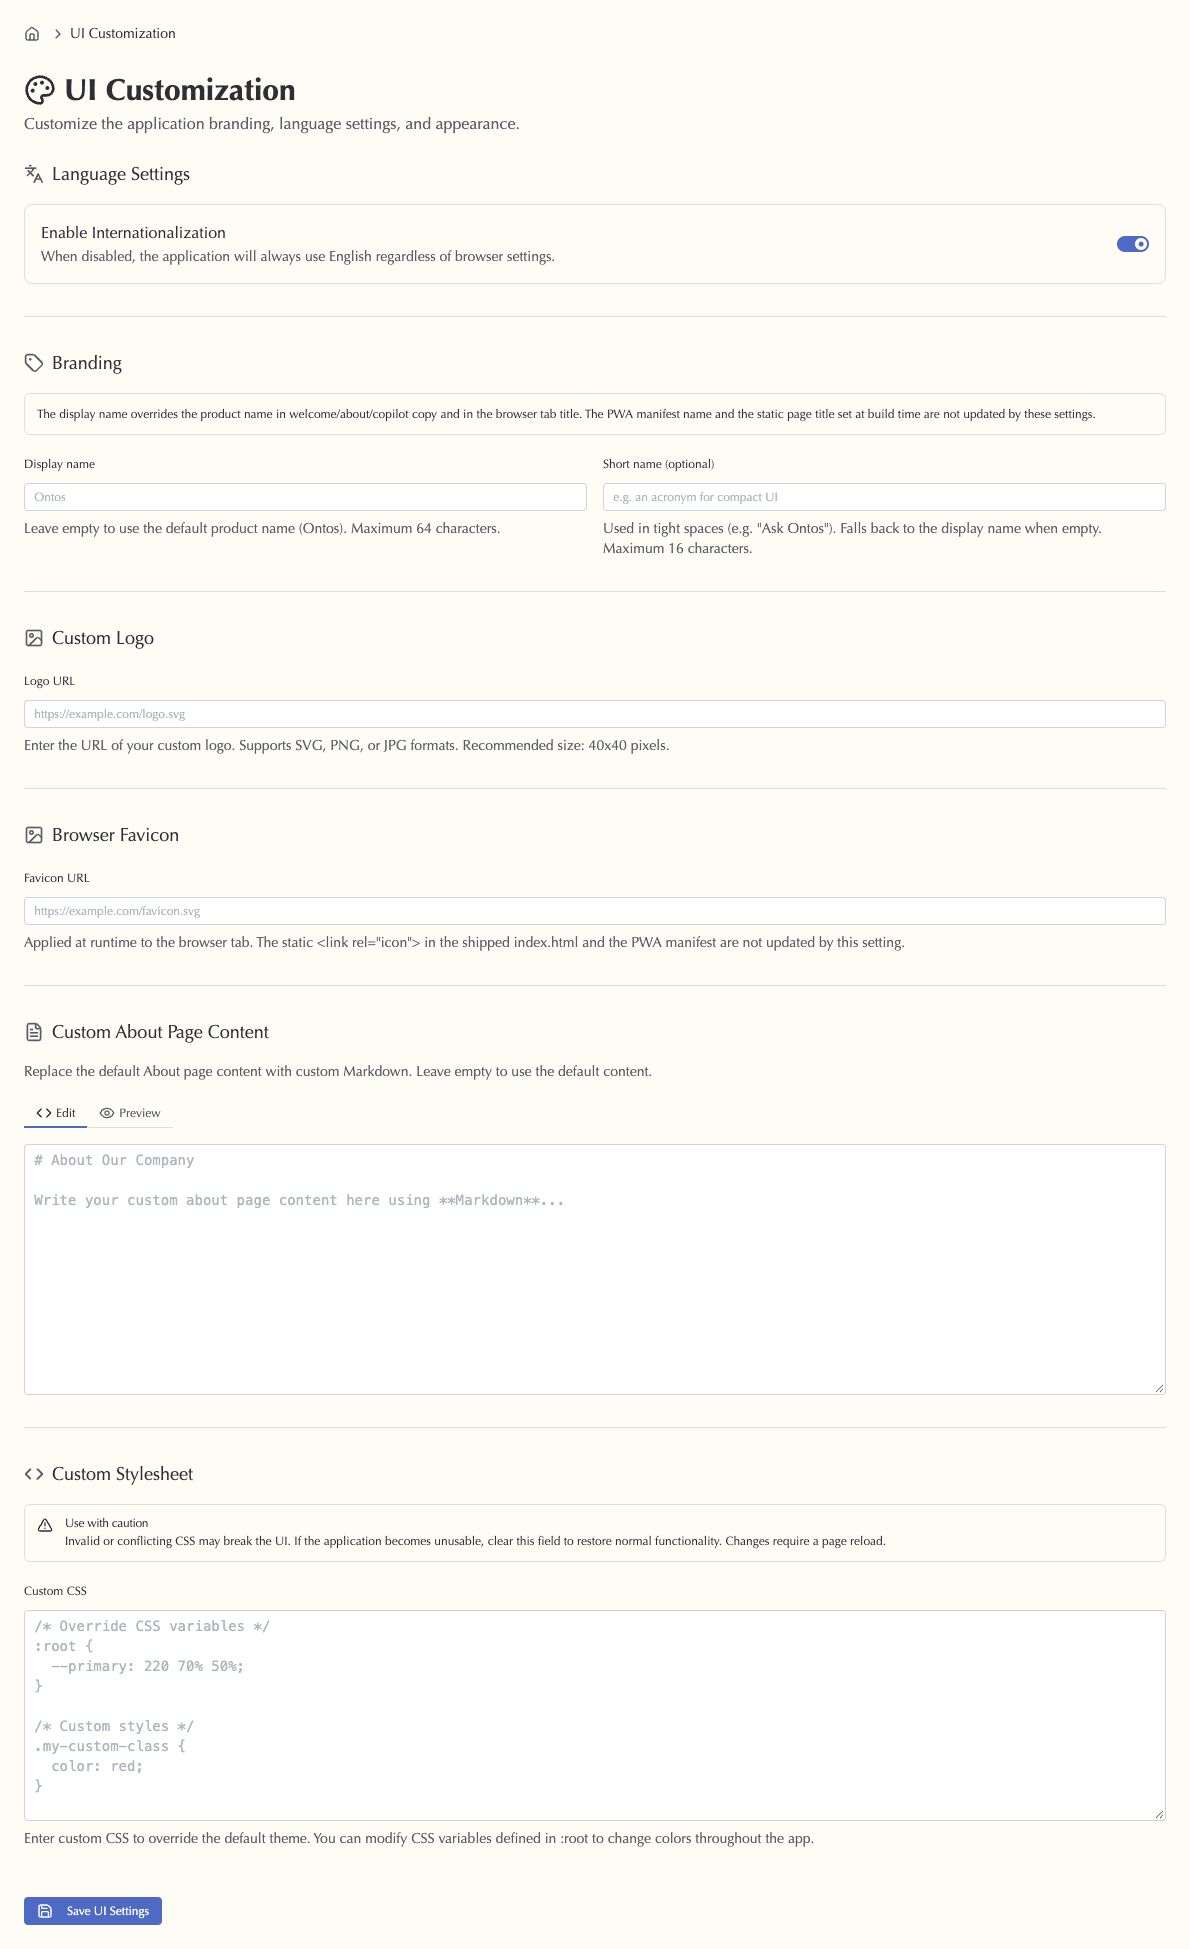 UI Customization
UI Customization
Customize the application branding, language settings, and appearance.
Language Settings
Enable Internationalization
When disabled, the application will always use English regardless of browser settings.
Branding
The display name overrides the product name in welcome/about/copilot copy and in the browser tab title. The PWA manifest name and the static page title set at build time are not updated by these settings.
Display name
Ontos
Leave empty to use the default product name (Ontos). Maximum 64 characters.
Short name (optional)
e.g. an acronym for compact UI
Used in tight spaces (e.g. "Ask Ontos"). Falls back to the display name when empty.
Maximum 16 characters.
Custom Logo
Logo URL
https://example.com/logo.svg
Enter the URL of your custom logo. Supports SVG, PNG, or JPG formats. Recommended size: 40x40 pixels.
Browser Favicon
Favicon URL
https://example.com/favicon.svg
Applied at runtime to the browser tab. The static <link rel="icon"> in the shipped index.html and the PWA manifest are not updated by this setting.
Custom About Page Content
Replace the default About page content with custom Markdown. Leave empty to use the default content.
Edit Preview
# About Our Company
Write your custom about page content here using **Markdown**...
Custom Stylesheet
Use with caution
Invalid or conflicting CSS may break the UI. If the application becomes unusable, clear this field to restore normal functionality. Changes require a page reload.
Custom CSS
/* Override CSS variables */
:root {
  --primary: 220 70% 50%;
}
/* Custom styles */
.my-custom-class {
  color: red;
}
Enter custom CSS to override the default theme. You can modify CSS variables defined in :root to change colors throughout the app.
Save UI Settings